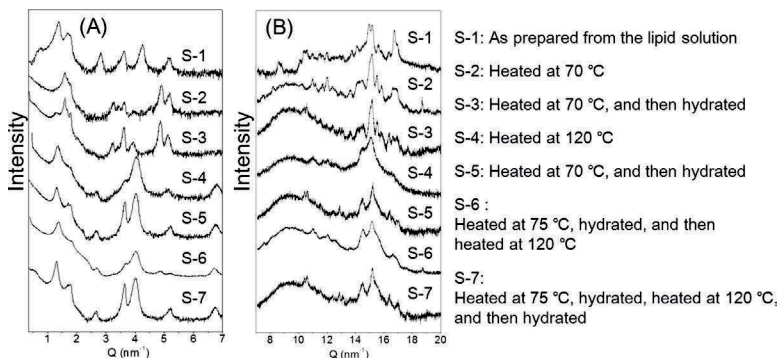 (A)
Intensity
S-1
S-2
S-3
S-4
S-5
S-6
S-7
1 2 3 4 5 6 7
Q (nm⁻¹)
(B)
Intensity
S-1
S-2
S-3
S-4
S-5
S-6
S-7
8 10 12 14 16 18 20
Q (nm⁻¹)
S-1: As prepared from the lipid solution
S-2: Heated at 70 ℃
S-3: Heated at 70 ℃, and then hydrated
S-4: Heated at 120 ℃
S-5: Heated at 70 ℃, and then hydrated
S-6 :
Heated at 75 ℃, hydrated, and then
heated at 120 ℃
S-7:
Heated at 75 ℃, hydrated, heated at 120 ℃,
and then hydrated